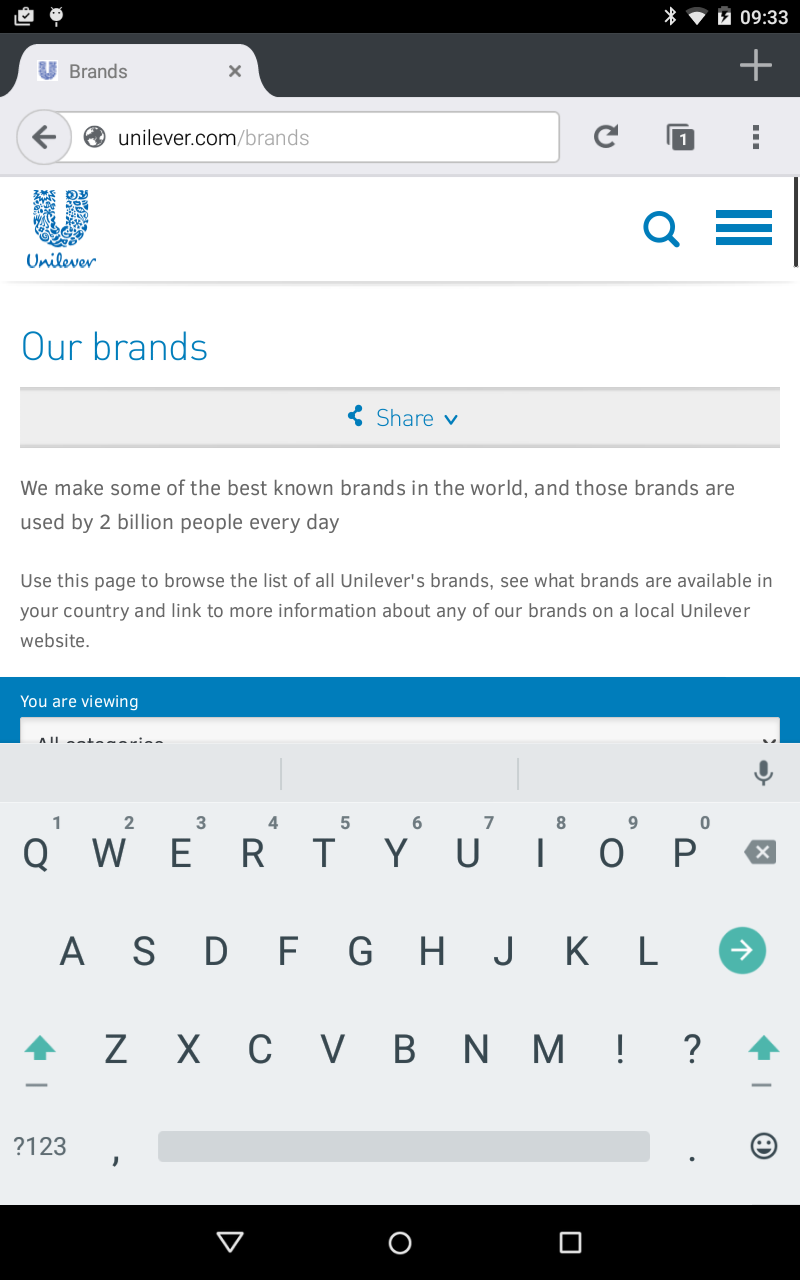 09:33
Brands
unilever.com/brands
1
Unilever
Our brands
Share
We make some of the best known brands in the world, and those brands are
used by 2 billion people every day
Use this page to browse the list of all Unilever's brands, see what brands are available in
your country and link to more information about any of our brands on a local Unilever
website.
You are viewing
All categories
1 2 3 4 5 6 7 8 9 0
Q W E R T Y U I O P
A S D F G H J K L
Z X C V B N M ! ?
?123 , .